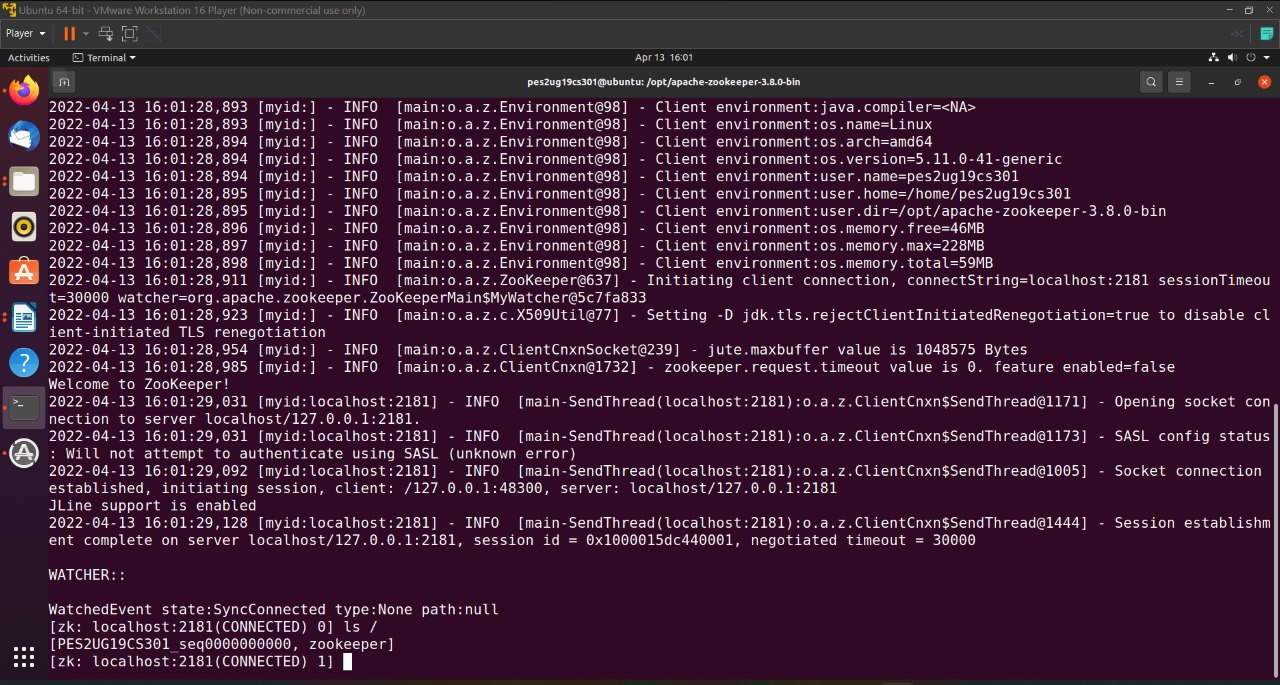 Ubuntu 64-bit - VMware Workstation 16 Player (Non-commercial use only)
Player
Activities
Terminal
Apr 13 16:01
pes2ug19cs301@ubuntu: /opt/apache-zookeeper-3.8.0-bin
2022-04-13 16:01:28,893 [myid:] - INFO  [main:o.a.z.Environment@98] - Client environment:java.compiler=<NA>
2022-04-13 16:01:28,893 [myid:] - INFO  [main:o.a.z.Environment@98] - Client environment:os.name=Linux
2022-04-13 16:01:28,894 [myid:] - INFO  [main:o.a.z.Environment@98] - Client environment:os.arch=amd64
2022-04-13 16:01:28,894 [myid:] - INFO  [main:o.a.z.Environment@98] - Client environment:os.version=5.11.0-41-generic
2022-04-13 16:01:28,894 [myid:] - INFO  [main:o.a.z.Environment@98] - Client environment:user.name=pes2ug19cs301
2022-04-13 16:01:28,895 [myid:] - INFO  [main:o.a.z.Environment@98] - Client environment:user.home=/home/pes2ug19cs301
2022-04-13 16:01:28,895 [myid:] - INFO  [main:o.a.z.Environment@98] - Client environment:user.dir=/opt/apache-zookeeper-3.8.0-bin
2022-04-13 16:01:28,896 [myid:] - INFO  [main:o.a.z.Environment@98] - Client environment:os.memory.free=46MB
2022-04-13 16:01:28,897 [myid:] - INFO  [main:o.a.z.Environment@98] - Client environment:os.memory.max=228MB
2022-04-13 16:01:28,898 [myid:] - INFO  [main:o.a.z.Environment@98] - Client environment:os.memory.total=59MB
2022-04-13 16:01:28,911 [myid:] - INFO  [main:o.a.z.ZooKeeper@637] - Initiating client connection, connectString=localhost:2181 sessionTimeou
t=30000 watcher=org.apache.zookeeper.ZooKeeperMain$MyWatcher@5c7fa833
2022-04-13 16:01:28,923 [myid:] - INFO  [main:o.a.z.c.X509Util@77] - Setting -D jdk.tls.rejectClientInitiatedRenegotiation=true to disable cl
ient-initiated TLS renegotiation
2022-04-13 16:01:28,954 [myid:] - INFO  [main:o.a.z.ClientCnxnSocket@239] - jute.maxbuffer value is 1048575 Bytes
2022-04-13 16:01:28,985 [myid:] - INFO  [main:o.a.z.ClientCnxn@1732] - zookeeper.request.timeout value is 0. feature enabled=false
Welcome to ZooKeeper!
2022-04-13 16:01:29,031 [myid:localhost:2181] - INFO  [main-SendThread(localhost:2181):o.a.z.ClientCnxn$SendThread@1171] - Opening socket con
nection to server localhost/127.0.0.1:2181.
2022-04-13 16:01:29,031 [myid:localhost:2181] - INFO  [main-SendThread(localhost:2181):o.a.z.ClientCnxn$SendThread@1173] - SASL config status
: Will not attempt to authenticate using SASL (unknown error)
2022-04-13 16:01:29,092 [myid:localhost:2181] - INFO  [main-SendThread(localhost:2181):o.a.z.ClientCnxn$SendThread@1005] - Socket connection
established, initiating session, client: /127.0.0.1:48300, server: localhost/127.0.0.1:2181
JLine support is enabled
2022-04-13 16:01:29,128 [myid:localhost:2181] - INFO  [main-SendThread(localhost:2181):o.a.z.ClientCnxn$SendThread@1444] - Session establishm
ent complete on server localhost/127.0.0.1:2181, session id = 0x1000015dc440001, negotiated timeout = 30000
WATCHER::
WatchedEvent state:SyncConnected type:None path:null
[zk: localhost:2181(CONNECTED) 0] ls /
[PES2UG19CS301_seq0000000000, zookeeper]
[zk: localhost:2181(CONNECTED) 1]